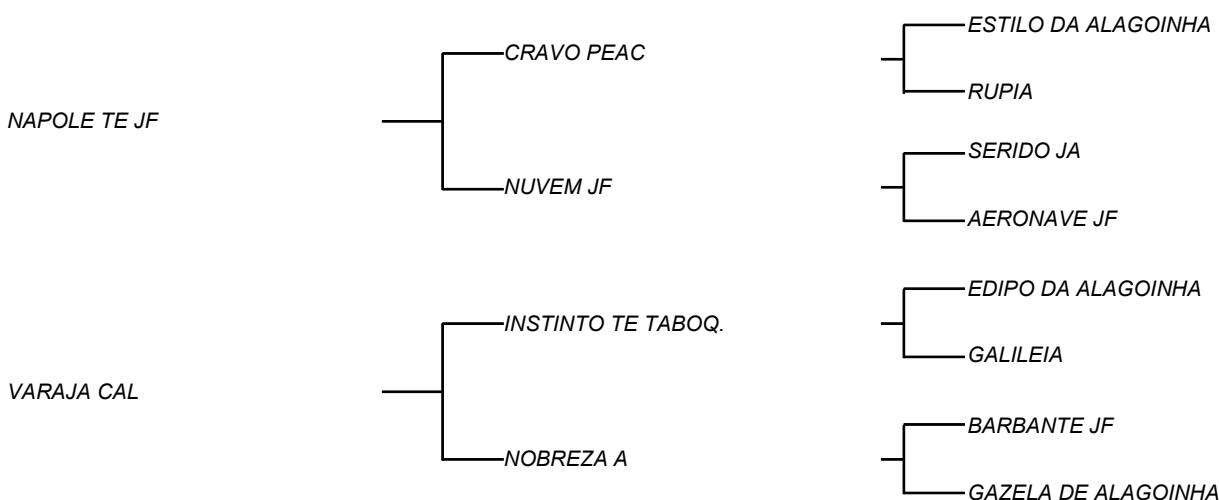 ESTILO DA ALAGOINHA
CRAVO PEAC
RUPIA
NAPOLE TE JF
SERIDO JA
NUVEM JF
AERONAVE JF
EDIPO DA ALAGOINHA
INSTINTO TE TABOQ.
GALILEIA
VARAJA CAL
BARBANTE JF
NOBREZA A
GAZELA DE ALAGOINHA